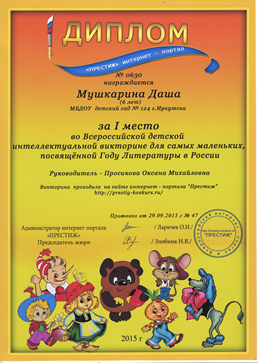 ДИПЛОМ
«ПРЕСТИЖ» интернет - портал
№ 0630
награждается
Мушкарина Даша
(6 лет)
МБДОУ детский сад № 124 г.Иркутска
за I место
во Всероссийской детской
интеллектуальной викторине для самых маленьких,
посвящённой Году Литературы в России
Руководитель - Просикова Оксана Михайловна
Викторина проходила на сайте интернет - портала "Престиж"
http://prestig-konkurs.ru/
Протокол от 29.09.2015 г № 47
Администратор интернет-портала
«ПРЕСТИЖ»
/ Ларичев О.И./
Председатель жюри
/ Злобина И.В./
"ПРЕСТИЖ"
2015 г